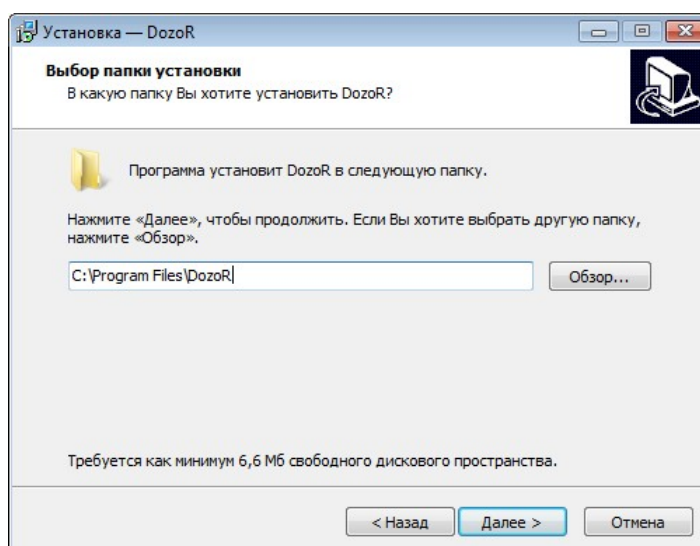 Установка — DozoR
Выбор папки установки
В какую папку Вы хотите установить DozoR?
Программа установит DozoR в следующую папку.
Нажмите «Далее», чтобы продолжить. Если Вы хотите выбрать другую папку,
нажмите «Обзор».
C:\Program Files\DozoR
Обзор...
Требуется как минимум 6,6 Мб свободного дискового пространства.
< Назад
Далее >
Отмена